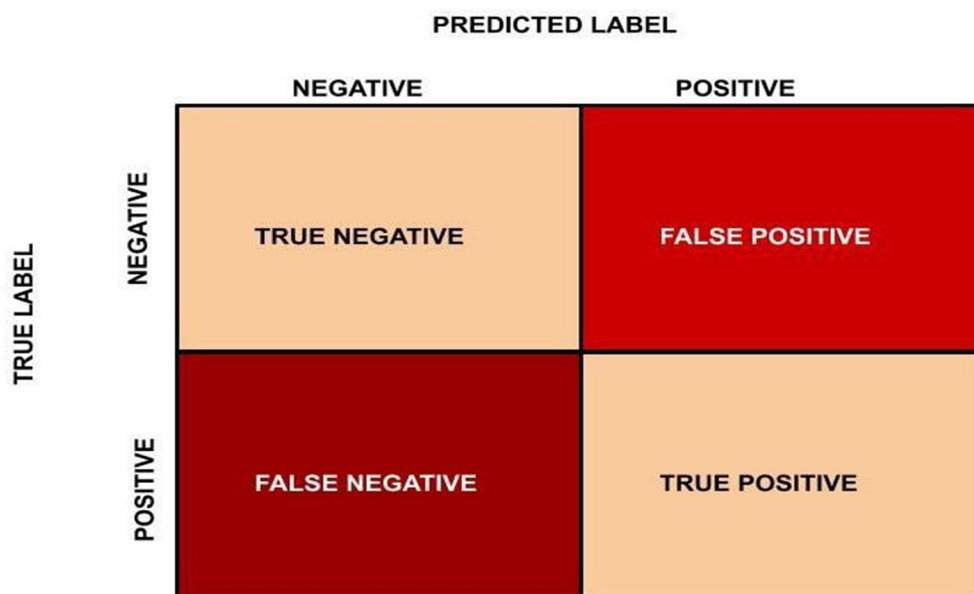 PREDICTED LABEL
NEGATIVE POSITIVE
NEGATIVE
TRUE NEGATIVE FALSE POSITIVE
TRUE LABEL
POSITIVE
FALSE NEGATIVE TRUE POSITIVE